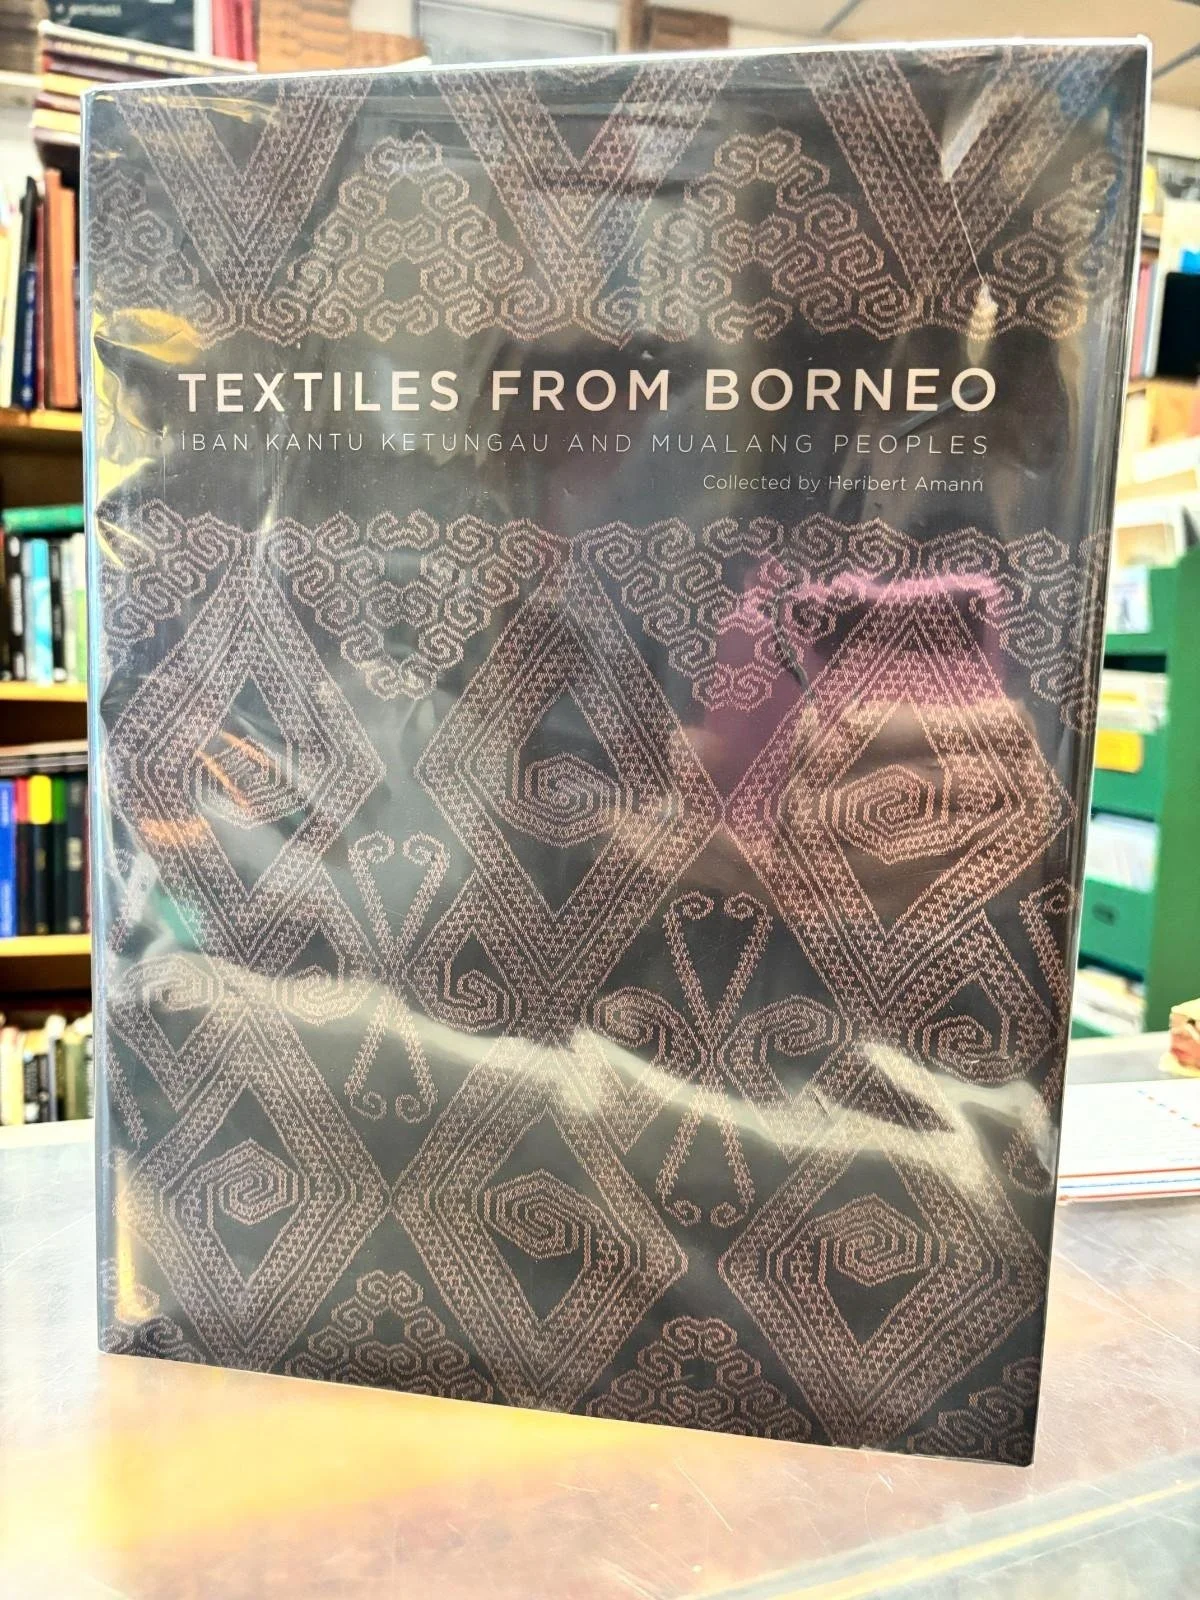 TEXTILES FROM BORNEO
IBAN KANTU KETUNGAU AND MUALANG PEOPLES
Collected by Heribert Amann